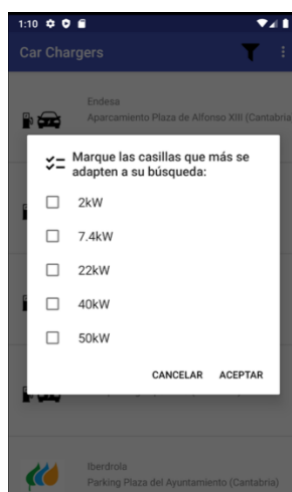 1:10
Car Chargers
Endesa
Aparcamiento Plaza de Alfonso XIII (Cantabria
Marque las casillas que más se
adapten a su búsqueda:
2kW
7.4kW
22kW
40kW
50kW
CANCELAR ACEPTAR
Iberdrola
Parking Plaza del Ayuntamiento (Cantabria)